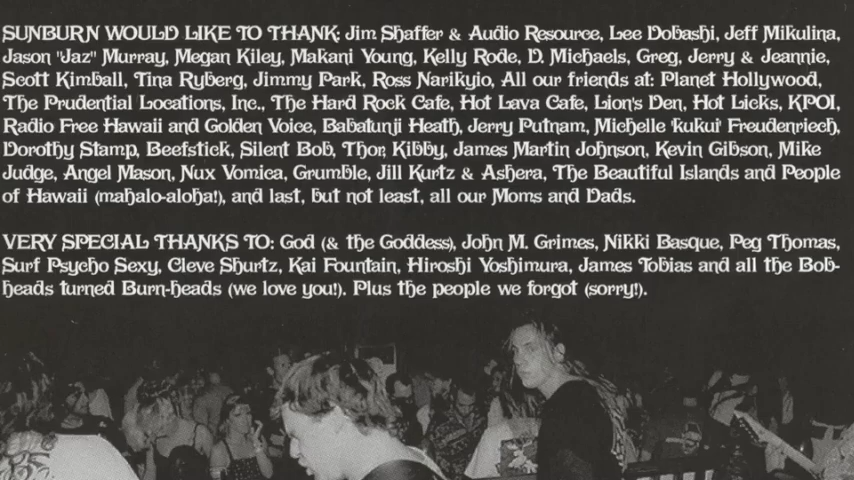 SUNBURN WOULD LIKE TO THANK: Jim Shaffer & Audio Resource, Lee Dobashi, Jeff Mikulina,
Jason "Jaz" Murray, Megan Kiley, Makani Young, Kelly Rode, D. Michaels, Greg, Jerry & Jeannie,
Scott Kimball, Tina Ryberg, Jimmy Park, Ross Narikyio, All our friends at: Planet Hollywood,
The Prudential Locations, Inc., The Hard Rock Cafe, Hot Lava Cafe, Lion's Den, Hot Licks, KPOI,
Radio Free Hawaii and Golden Voice, Babatunji Heath, Jerry Putnam, Michelle 'kukui' Freudenriech,
Dorothy Stamp, Beefstick, Silent Bob, Thor, Kibby, James Martin Johnson, Kevin Gibson, Mike
Judge, Angel Mason, Nux Vomica, Grumble, Jill Kurtz & Ashera, The Beautiful Islands and People
of Hawaii (mahalo-aloha!), and last, but not least, all our Moms and Dads.
VERY SPECIAL THANKS TO: God (& the Goddess), John M. Grimes, Nikki Basque, Peg Thomas,
Surf Psycho Sexy, Cleve Shurtz, Kai Fountain, Hiroshi Yoshimura, James Tobias and all the Bob-
heads turned Burn-heads (we love you!). Plus the people we forgot (sorry!).